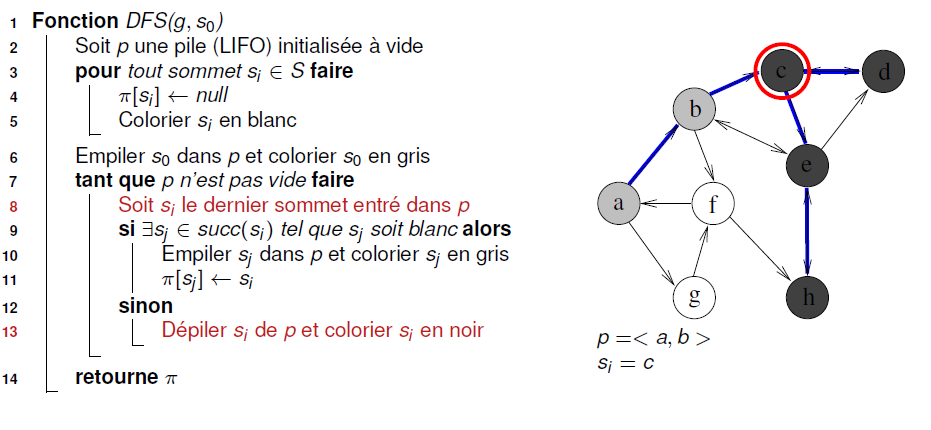 1 Fonction DFS(g, s₀)
2 Soit p une pile (LIFO) initialisée à vide
3 pour tout sommet sᵢ ∈ S faire
4 π[sᵢ] ← null
5 Colorier sᵢ en blanc
6 Empiler s₀ dans p et colorier s₀ en gris
7 tant que p n'est pas vide faire
8 Soit sᵢ le dernier sommet entré dans p
9 si ∃sⱼ ∈ succ(sᵢ) tel que sⱼ soit blanc alors
10 Empiler sⱼ dans p et colorier sⱼ en gris
11 π[sⱼ] ← sᵢ
12 sinon
13 Dépiler sᵢ de p et colorier sᵢ en noir
14 retourne π
c d
b
e
a f
g h
p =< a, b >
sᵢ = c